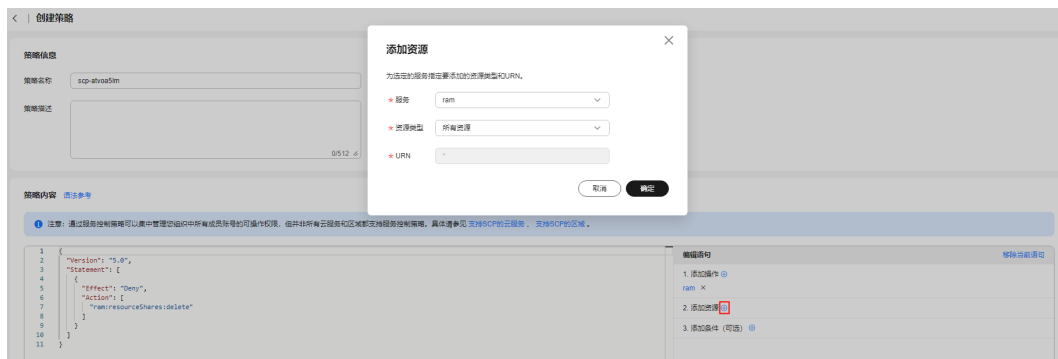 创建策略
策略信息
策略名称 scp-atvoa5lm
策略描述
0/512
添加资源
为选定的服务指定要添加的资源类型和URN。
* 服务 ram
* 资源类型 所有资源
* URN *
取消 确定
策略内容 语法参考
注意：通过服务控制策略可以集中管理您组织中所有成员账号的可操作权限，但并非所有云服务和区域都支持服务控制策略。具体请参见 支持SCP的云服务 、 支持SCP的区域 。
1 {
2 "Version": "5.0",
3 "Statement": [
4 {
5 "Effect": "Deny",
6 "Action": [
7 "ram:resourceShares:delete"
8 ]
9 }
10 ]
11 }
编辑语句 移除当前语句
1. 添加操作
ram ×
2. 添加资源
3. 添加条件（可选）